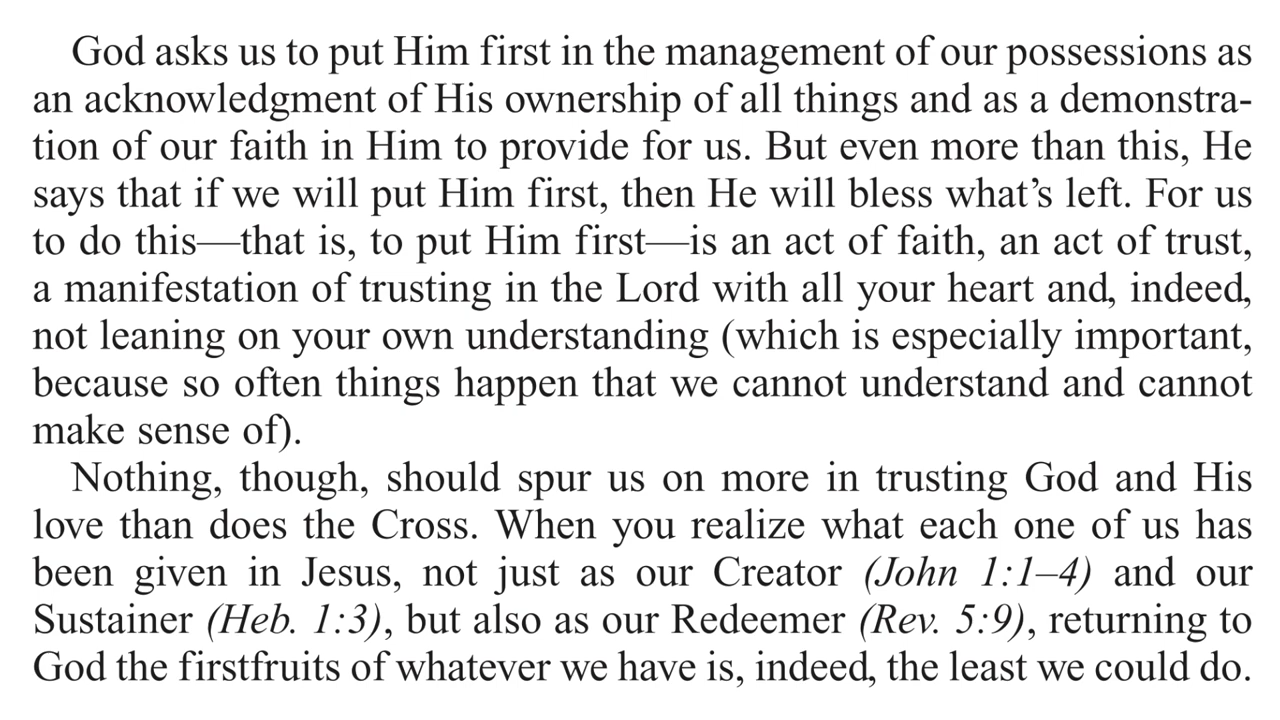 God asks us to put Him first in the management of our possessions as
an acknowledgment of His ownership of all things and as a demonstra-
tion of our faith in Him to provide for us. But even more than this, He
says that if we will put Him first, then He will bless what’s left. For us
to do this—that is, to put Him first—is an act of faith, an act of trust,
a manifestation of trusting in the Lord with all your heart and, indeed,
not leaning on your own understanding (which is especially important,
because so often things happen that we cannot understand and cannot
make sense of).
Nothing, though, should spur us on more in trusting God and His
love than does the Cross. When you realize what each one of us has
been given in Jesus, not just as our Creator (John 1:1–4) and our
Sustainer (Heb. 1:3), but also as our Redeemer (Rev. 5:9), returning to
God the firstfruits of whatever we have is, indeed, the least we could do.